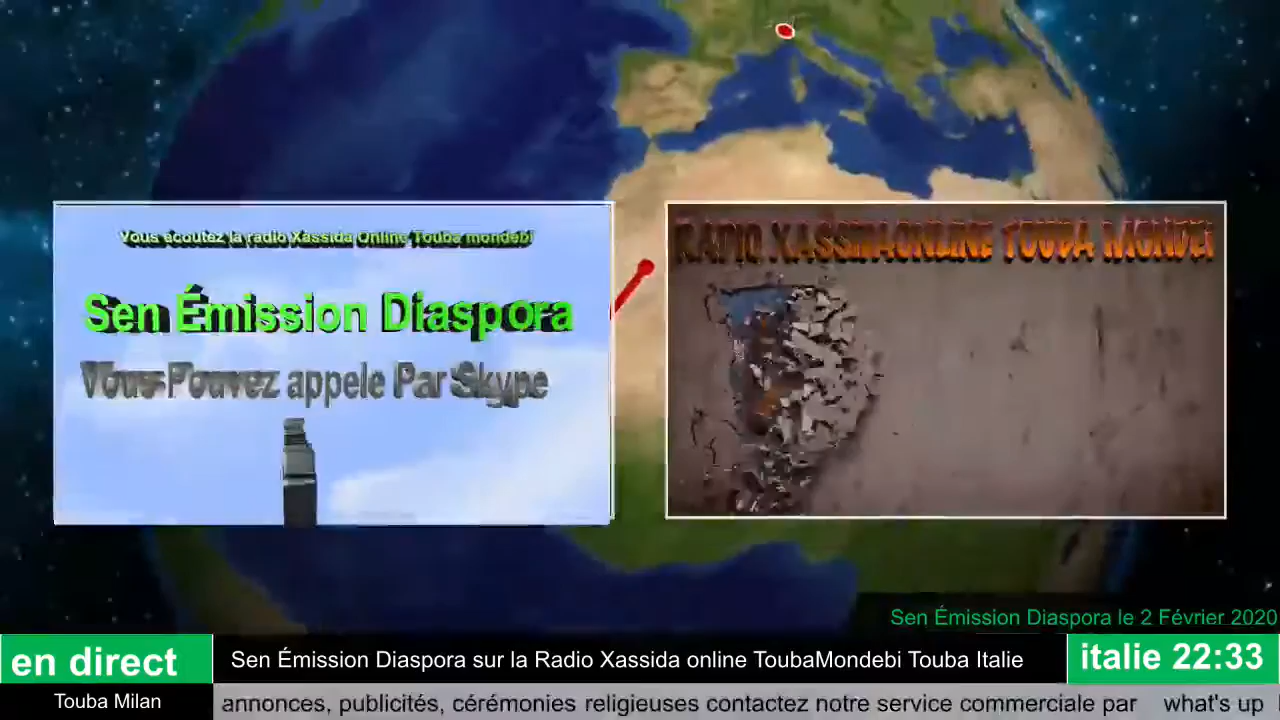 Vous écoutez la radio Xassida Online Touba mondebi
Sen Émission Diaspora
Vous Pouvez appele Par Skype
RADIO XASSIDAONLINE TOUBA MONDEBI
Sen Émission Diaspora le 2 Février 2020
en direct
Sen Émission Diaspora sur la Radio Xassida online ToubaMondebi Touba Italie
italie 22:33
Touba Milan
annonces, publicités, cérémonies religieuses contactez notre service commerciale par what's up